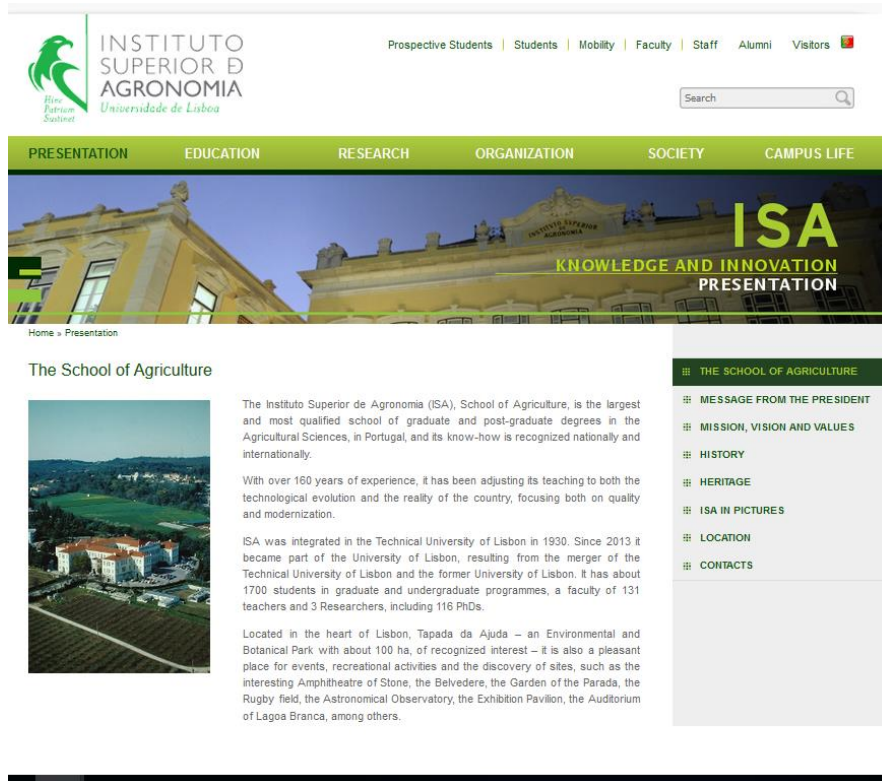 INSTITUTO
SUPERIOR D
AGRONOMIA
Universidade de Lisboa
Hinc
Patriam
Sustinet
Prospective Students | Students | Mobility | Faculty | Staff Alumni Visitors
Search
PRESENTATION EDUCATION RESEARCH ORGANIZATION SOCIETY CAMPUS LIFE
INSTITUTO SUPERIOR
DE
AGRONOMIA
ISA
KNOWLEDGE AND INNOVATION
PRESENTATION
Home » Presentation
The School of Agriculture
The Instituto Superior de Agronomia (ISA), School of Agriculture, is the largest
and most qualified school of graduate and post-graduate degrees in the
Agricultural Sciences, in Portugal, and its know-how is recognized nationally and
internationally.
With over 160 years of experience, it has been adjusting its teaching to both the
technological evolution and the reality of the country, focusing both on quality
and modernization.
ISA was integrated in the Technical University of Lisbon in 1930. Since 2013 it
became part of the University of Lisbon, resulting from the merger of the
Technical University of Lisbon and the former University of Lisbon. It has about
1700 students in graduate and undergraduate programmes, a faculty of 131
teachers and 3 Researchers, including 116 PhDs.
Located in the heart of Lisbon, Tapada da Ajuda – an Environmental and
Botanical Park with about 100 ha, of recognized interest – it is also a pleasant
place for events, recreational activities and the discovery of sites, such as the
interesting Amphitheatre of Stone, the Belvedere, the Garden of the Parada, the
Rugby field, the Astronomical Observatory, the Exhibition Pavilion, the Auditorium
of Lagoa Branca, among others.
THE SCHOOL OF AGRICULTURE
MESSAGE FROM THE PRESIDENT
MISSION, VISION AND VALUES
HISTORY
HERITAGE
ISA IN PICTURES
LOCATION
CONTACTS